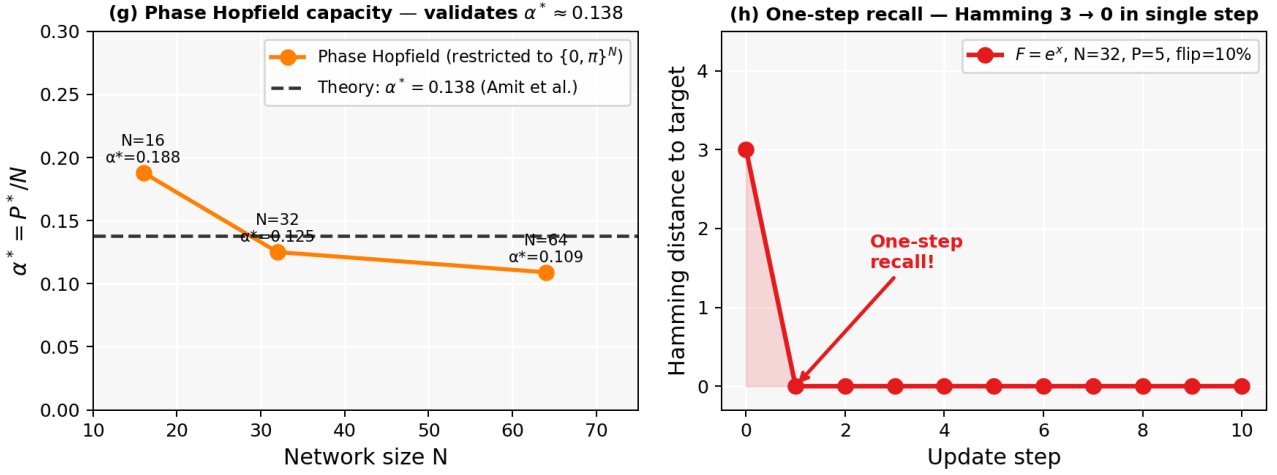 (g) Phase Hopfield capacity — validates α* ≈ 0.138
0.30
0.25
0.20
0.15
0.10
0.05
0.00
α* = P*/N
Phase Hopfield (restricted to {0, π}^N)
Theory: α* = 0.138 (Amit et al.)
N=16
α*=0.188
N=32
α*=0.125
N=64
α*=0.109
10 20 30 40 50 60 70
Network size N
(h) One-step recall — Hamming 3 → 0 in single step
4
3
2
1
0
Hamming distance to target
F = e^x, N=32, P=5, flip=10%
One-step
recall!
0 2 4 6 8 10
Update step